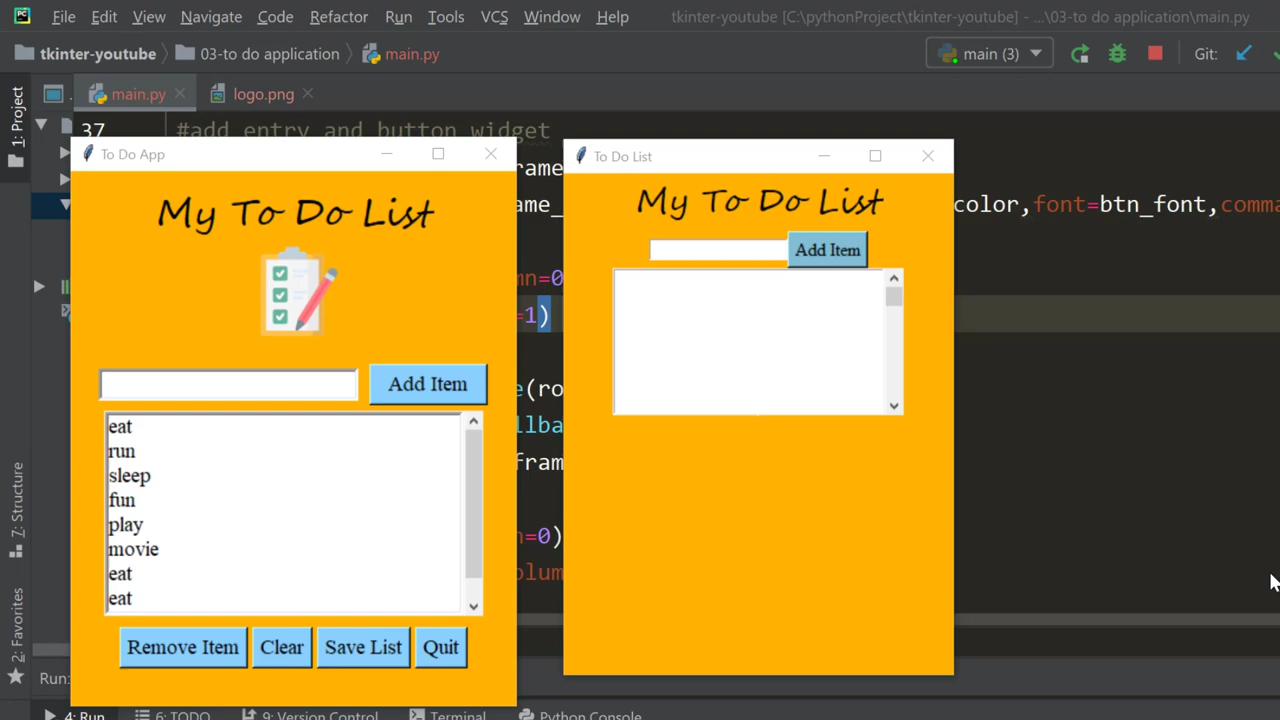 File Edit View Navigate Code Refactor Run Tools VCS Window Help tkinter-youtube [C:\pythonProject\tkinter-youtube] - ...\03-to do application\main.py
tkinter-youtube 03-to do application main.py main (3) Git:
main.py logo.png
1: Project
7: Structure
2: Favorites
37 #add entry and button widget
rame
ame_ color,font=btn_font,comma
mn=0
=1)
e(ro
llba
fram
n=0)
olum
To Do App
My To Do List
Add Item
eat
run
sleep
fun
play
movie
eat
eat
Remove Item Clear Save List Quit
To Do List
My To Do List
Add Item
Run:
4: Run 6: TODO 9: Version Control Terminal Python Console